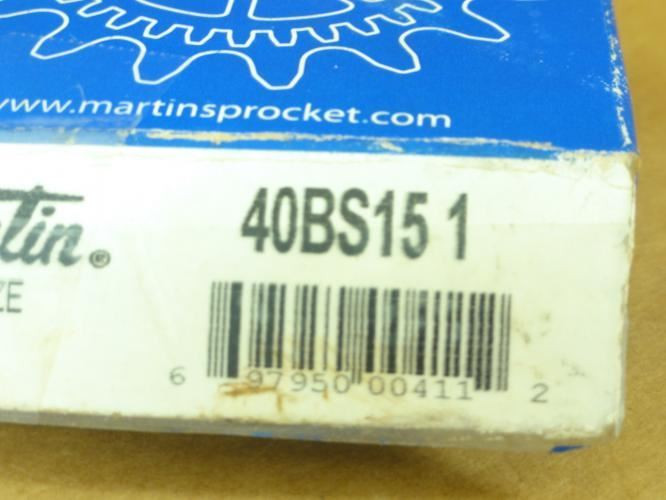 www.martinsprocket.com
tin®
40BS15 1
ZE
6 97950 00411 2